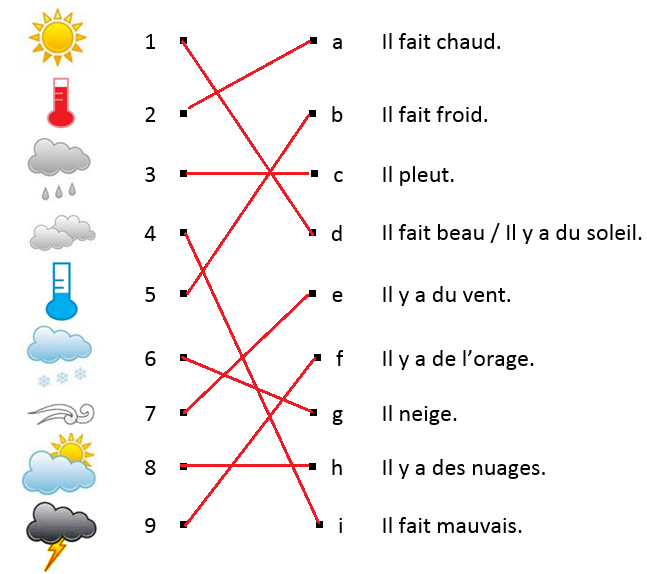 1 a Il fait chaud.
2 b Il fait froid.
3 c Il pleut.
4 d Il fait beau / Il y a du soleil.
5 e Il y a du vent.
6 f Il y a de l’orage.
7 g Il neige.
8 h Il y a des nuages.
9 i Il fait mauvais.